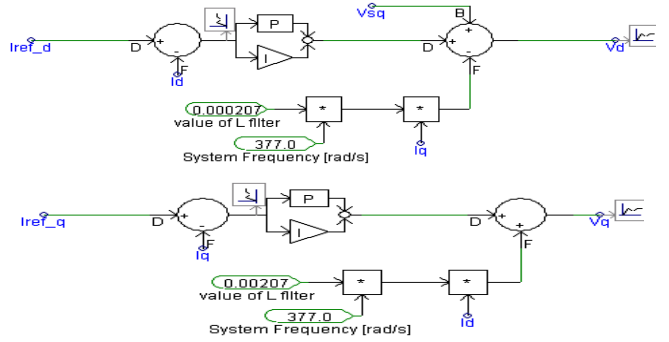 Vsq
B
Iref_d
D
F
Id
P
I
D
F
Vd
0.000207
*
*
value of L filter
377.0
Iq
System Frequency [rad/s]
Iref_q
D
F
Iq
P
I
D
F
Vq
0.00207
*
*
value of L filter
377.0
Id
System Frequency [rad/s]